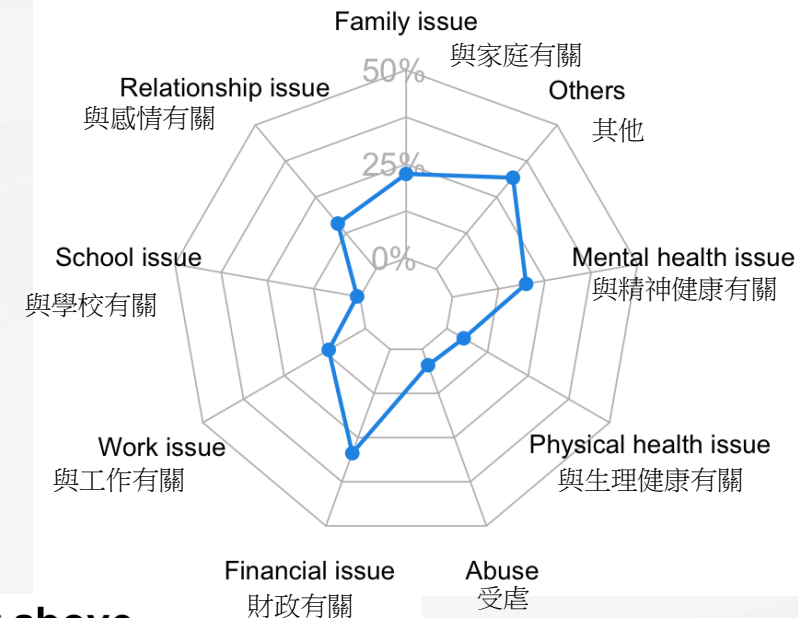 Family issue
與家庭有關
50%
Relationship issue
與感情有關
Others
其他
25%
School issue
與學校有關
0%
Mental health issue
與精神健康有關
Work issue
與工作有關
Physical health issue
與生理健康有關
Financial issue
財政有關
Abuse
受虐
above